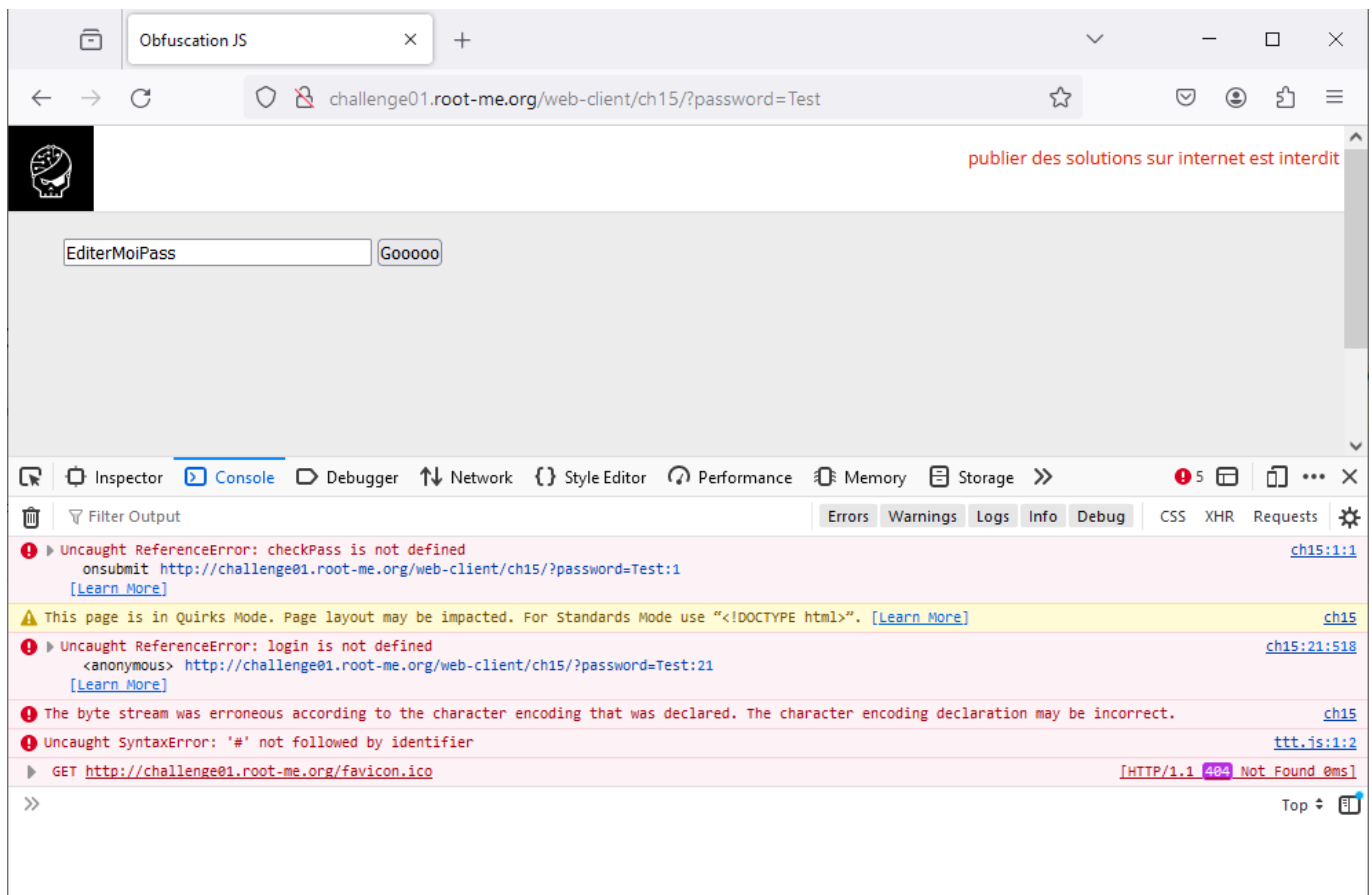 Obfuscation JS
challenge01.root-me.org/web-client/ch15/?password=Test
publier des solutions sur internet est interdit
EditerMoiPass Gooooo
Inspector Console Debugger Network {} Style Editor Performance Memory Storage 5
Filter Output Errors Warnings Logs Info Debug CSS XHR Requests
Uncaught ReferenceError: checkPass is not defined ch15:1:1
onsubmit http://challenge01.root-me.org/web-client/ch15/?password=Test:1
[Learn More]
This page is in Quirks Mode. Page layout may be impacted. For Standards Mode use “<!DOCTYPE html>”. [Learn More] ch15
Uncaught ReferenceError: login is not defined ch15:21:518
<anonymous> http://challenge01.root-me.org/web-client/ch15/?password=Test:21
[Learn More]
The byte stream was erroneous according to the character encoding that was declared. The character encoding declaration may be incorrect. ch15
Uncaught SyntaxError: '#' not followed by identifier ttt.js:1:2
GET http://challenge01.root-me.org/favicon.ico [HTTP/1.1 404 Not Found 0ms]
Top